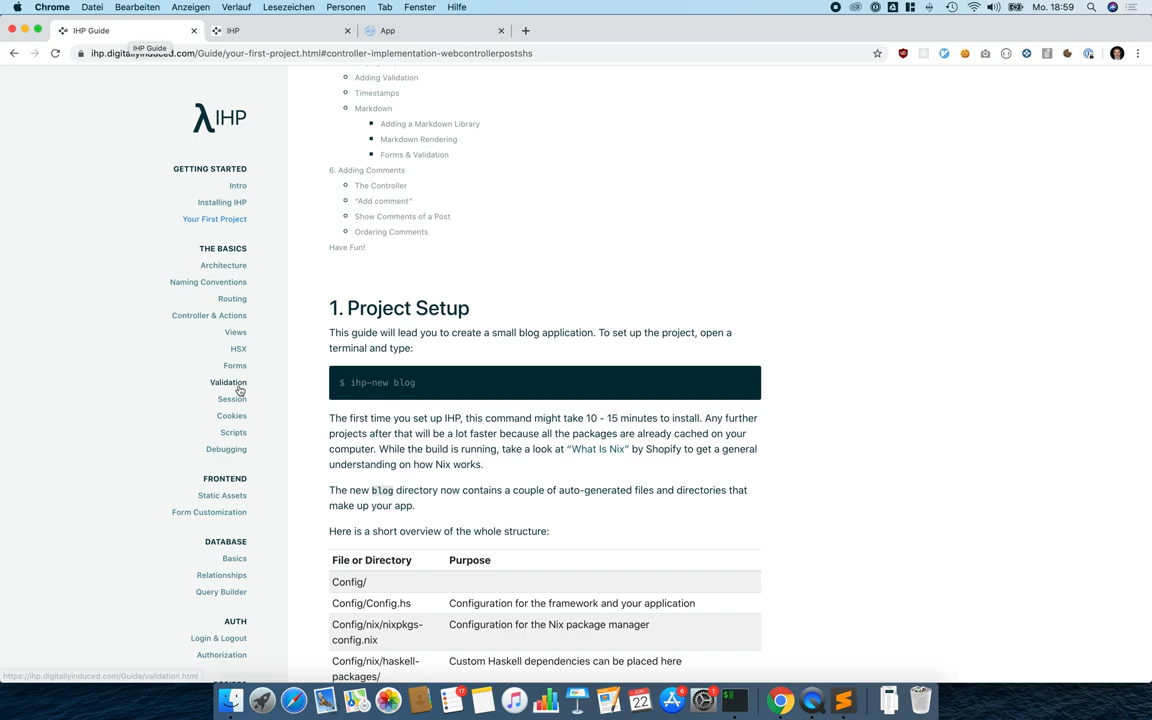 Chrome Datei Bearbeiten Anzeigen Verlauf Lesezeichen Personen Tab Fenster Hilfe Mo. 18:59
IHP Guide IHP App
IHP Guide
ihp.digitallyinduced.com/Guide/your-first-project.html#controller-implementation-webcontrollerpostshs
λIHP
GETTING STARTED
Intro
Installing IHP
Your First Project
THE BASICS
Architecture
Naming Conventions
Routing
Controller & Actions
Views
HSX
Forms
Validation
Session
Cookies
Scripts
Debugging
FRONTEND
Static Assets
Form Customization
DATABASE
Basics
Relationships
Query Builder
AUTH
Login & Logout
Authorization
Adding Validation
Timestamps
Markdown
Adding a Markdown Library
Markdown Rendering
Forms & Validation
6. Adding Comments
The Controller
"Add comment"
Show Comments of a Post
Ordering Comments
Have Fun!
1. Project Setup
This guide will lead you to create a small blog application. To set up the project, open a
terminal and type:
$ ihp-new blog
The first time you set up IHP, this command might take 10 - 15 minutes to install. Any further
projects after that will be a lot faster because all the packages are already cached on your
computer. While the build is running, take a look at “What Is Nix” by Shopify to get a general
understanding on how Nix works.
The new blog directory now contains a couple of auto-generated files and directories that
make up your app.
Here is a short overview of the whole structure:
File or Directory Purpose
Config/
Config/Config.hs Configuration for the framework and your application
Config/nix/nixpkgs- Configuration for the Nix package manager
config.nix
Config/nix/haskell- Custom Haskell dependencies can be placed here
packages/
https://ihp.digitallyinduced.com/Guide/validation.html
17
JUN
22
6
1